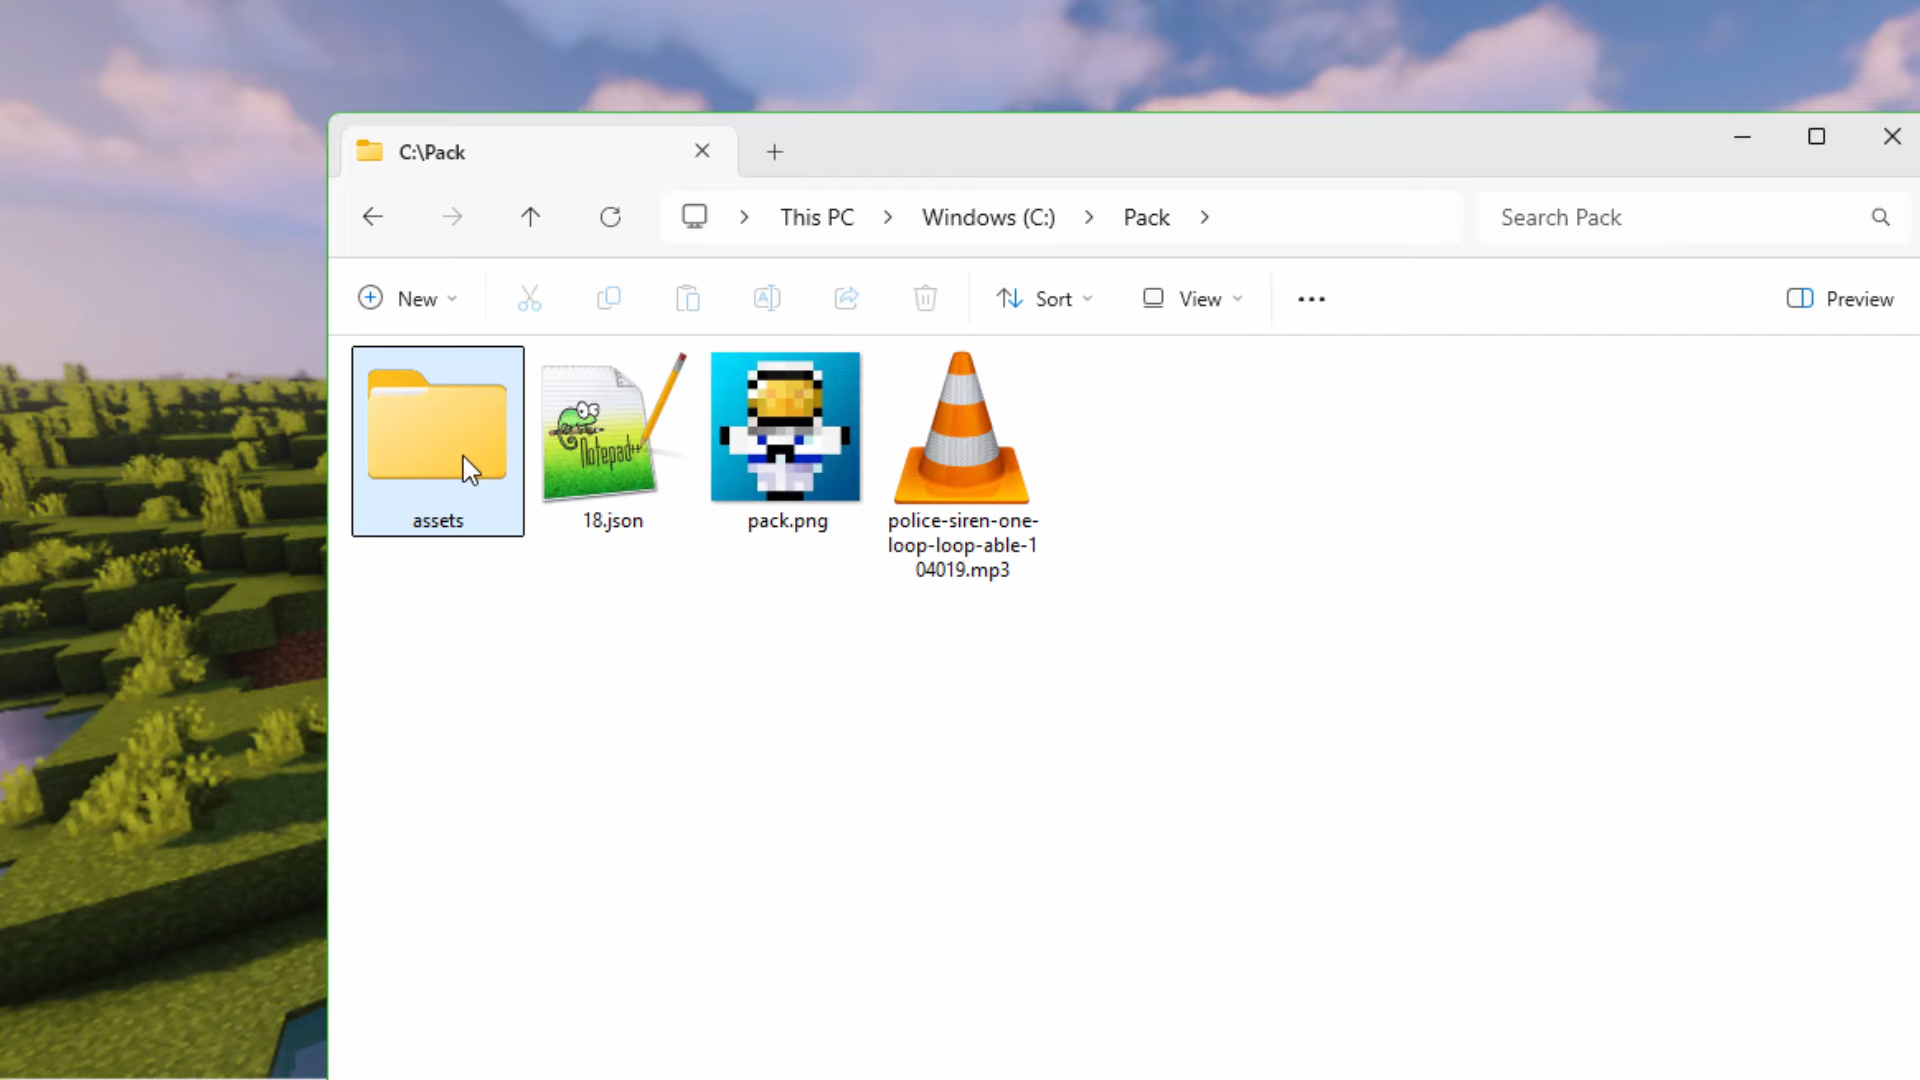 C:\Pack
This PC
Windows (C:)
Pack
Search Pack
New
Sort
View
Preview
Notepad++
assets
18.json
pack.png
police-siren-one-
loop-loop-able-1
04019.mp3